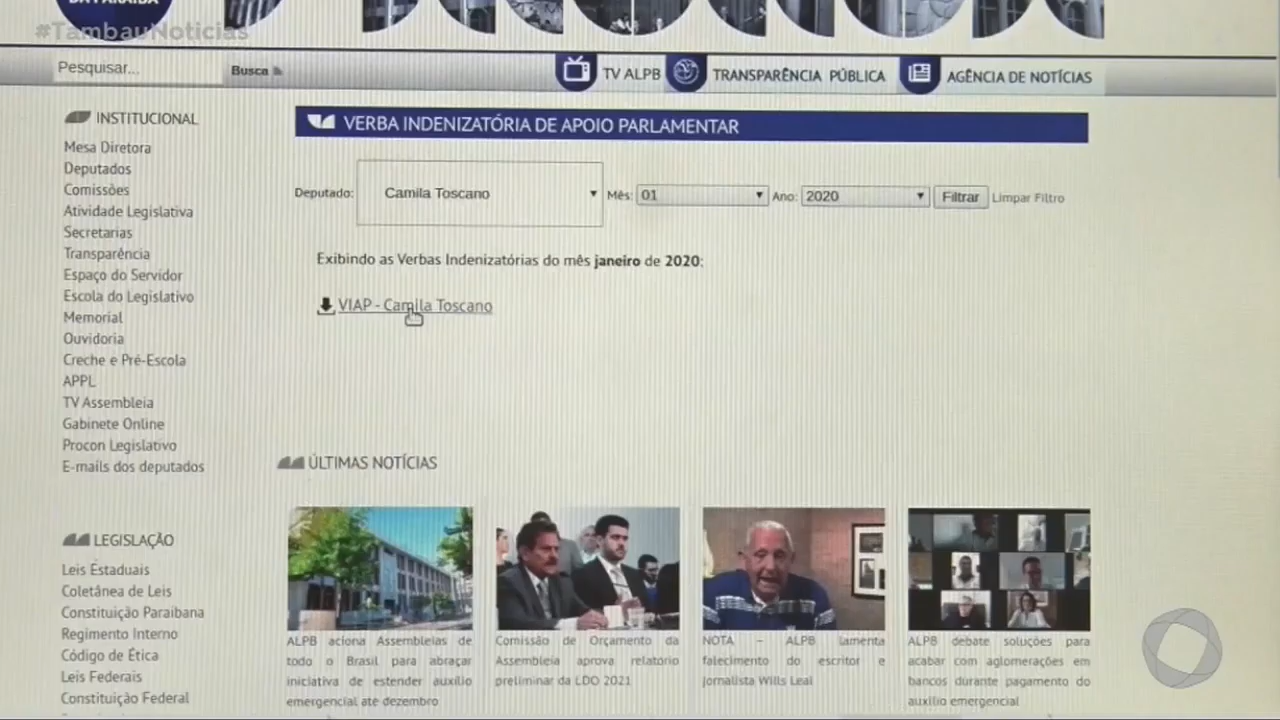 DA PARAÍBA
#TambauNoticias
Pesquisar...
Busca
TV ALPB
TRANSPARÊNCIA PÚBLICA
AGÊNCIA DE NOTÍCIAS
INSTITUCIONAL
Mesa Diretora
Deputados
Comissões
Atividade Legislativa
Secretarias
Transparência
Espaço do Servidor
Escola do Legislativo
Memorial
Ouvidoria
Creche e Pré-Escola
APPL
TV Assembleia
Gabinete Online
Procon Legislativo
E-mails dos deputados
LEGISLAÇÃO
Leis Estaduais
Coletânea de Leis
Constituição Paraibana
Regimento Interno
Código de Ética
Leis Federais
Constituição Federal
VERBA INDENIZATÓRIA DE APOIO PARLAMENTAR
Deputado: Camila Toscano Mês: 01 Ano: 2020 Filtrar Limpar Filtro
Exibindo as Verbas Indenizatórias do mês janeiro de 2020:
VIAP - Camila Toscano
ÚLTIMAS NOTÍCIAS
ALPB aciona Assembleias de
todo o Brasil para abraçar
iniciativa de estender auxílio
emergencial até dezembro
Comissão de Orçamento da
Assembleia aprova relatório
preliminar da LDO 2021
NOTA – ALPB lamenta
falecimento do escritor e
jornalista Wills Leal
ALPB debate soluções para
acabar com aglomerações em
bancos durante pagamento do
auxílio emergencial